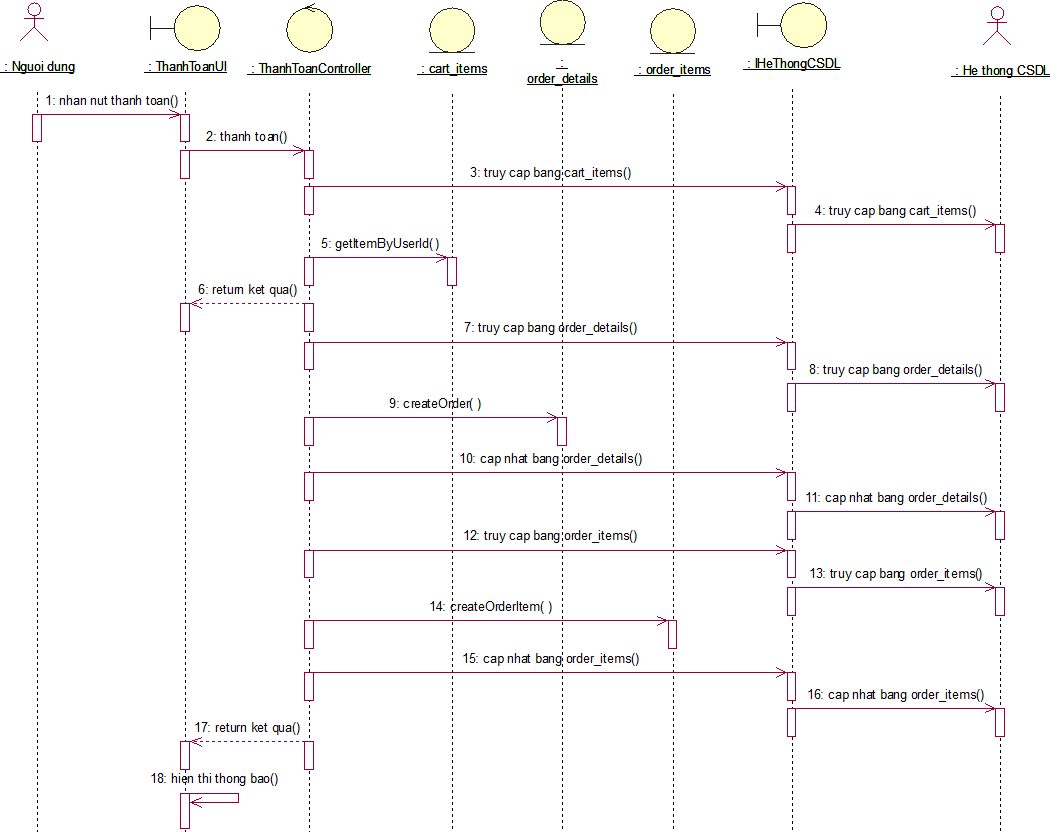 : Nguoi dung
: ThanhToanUI
: ThanhToanController
: cart_items
:
order_details
: order_items
: IHeThongCSDL
: He thong CSDL
1: nhan nut thanh toan()
2: thanh toan()
3: truy cap bang cart_items()
4: truy cap bang cart_items()
5: getItemByUserId( )
6: return ket qua()
7: truy cap bang order_details()
8: truy cap bang order_details()
9: createOrder( )
10: cap nhat bang order_details()
11: cap nhat bang order_details()
12: truy cap bang order_items()
13: truy cap bang order_items()
14: createOrderItem( )
15: cap nhat bang order_items()
16: cap nhat bang order_items()
17: return ket qua()
18: hien thi thong bao()